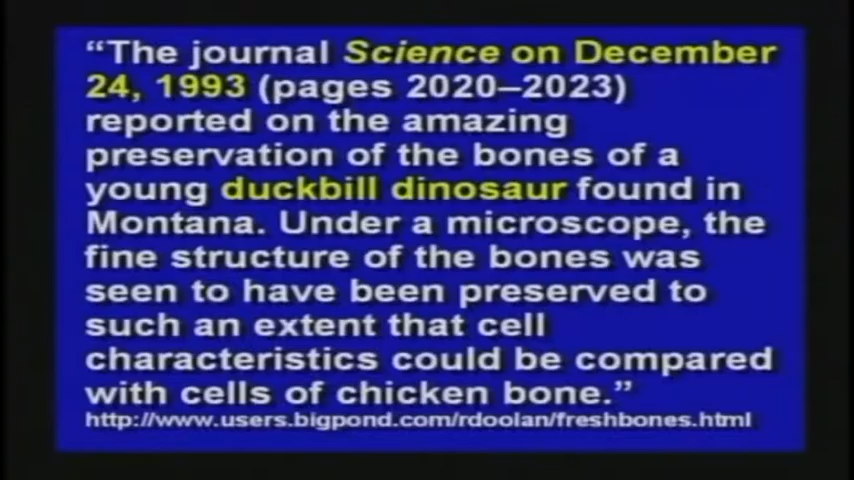 “The journal Science on December
24, 1993 (pages 2020–2023)
reported on the amazing
preservation of the bones of a
young duckbill dinosaur found in
Montana. Under a microscope, the
fine structure of the bones was
seen to have been preserved to
such an extent that cell
characteristics could be compared
with cells of chicken bone.”
http://www.users.bigpond.com/rdoolan/freshbones.html